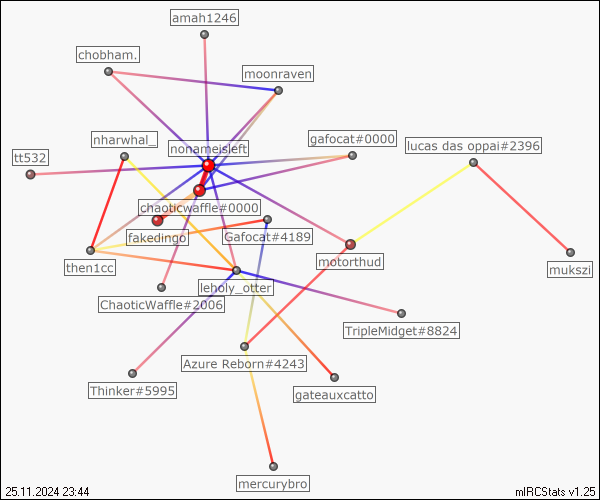 amah1246
chobham.
moonraven
nharwhal_
nonameisleft
gafocat#0000
lucas das oppai#2396
tt532
chaoticwaffle#0000
fakedingo
Gafocat#4189
motorthud
then1cc
mukszi
leholy_otter
ChaoticWaffle#2006
TripleMidget#8824
Azure Reborn#4243
Thinker#5995
gateauxcatto
mercurybro
25.11.2024 23:44
mIRCStats v1.25